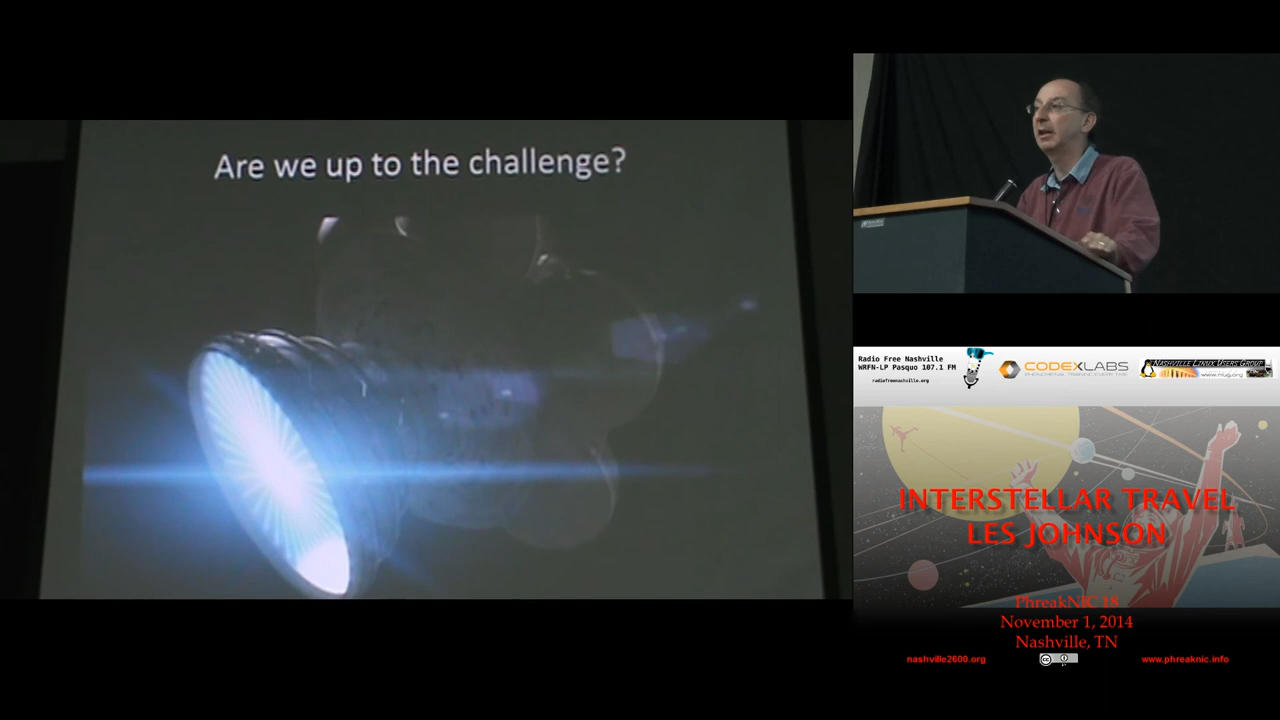 Are we up to the challenge?
Radio Free Nashville
WRFN-LP Pasquo 107.1 FM
radiofreenashville.org
CODEXLABS
NASHVILLE LINUX USERS GROUP
www.nlug.org
INTERSTELLAR TRAVEL
LES JOHNSON
PhreakNIC 18
November 1, 2014
Nashville, TN
nashville2600.org
cc
www.phreaknic.info